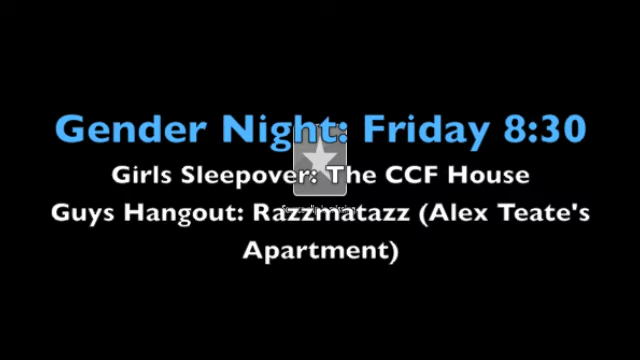 Gender Night: Friday 8:30
Girls Sleepover: The CCF House
Guys Hangout: Razzmatazz (Alex Teate's
Apartment)